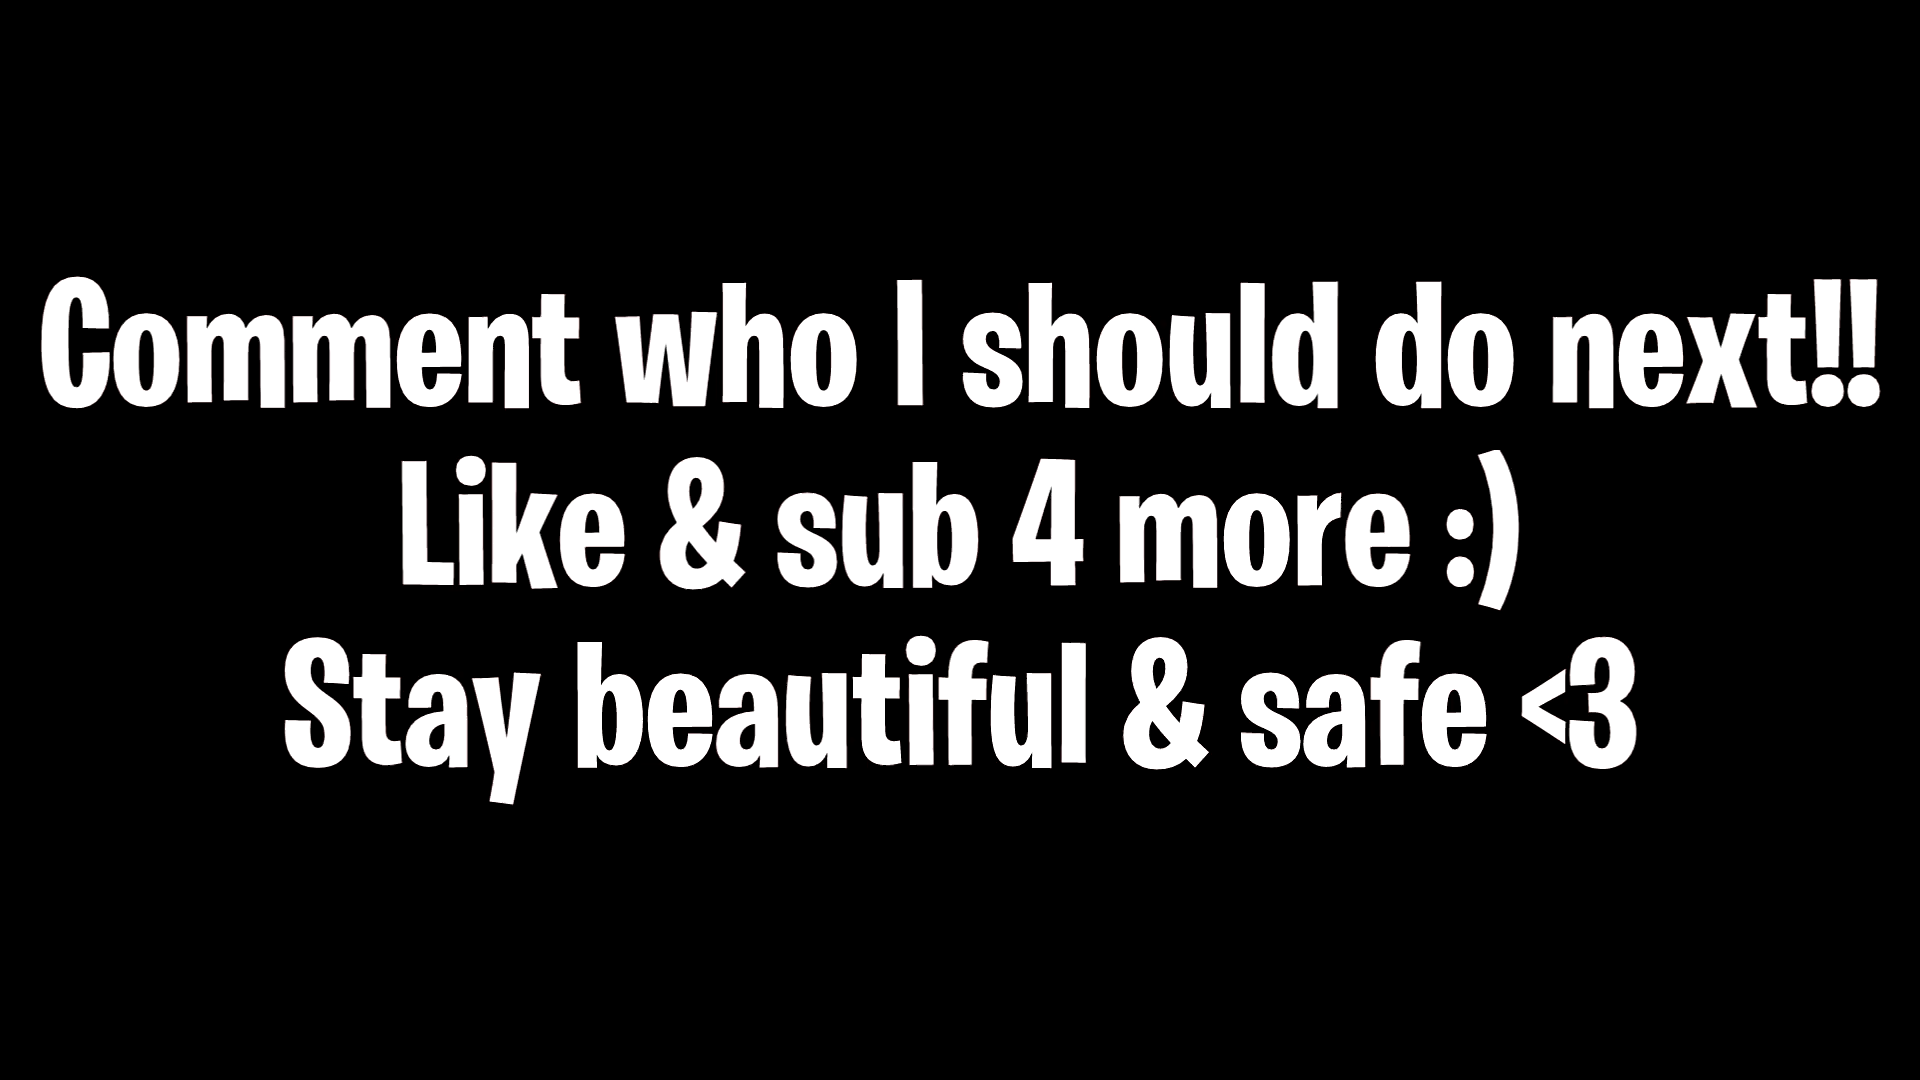 Comment who I should do next!!
Like & sub 4 more :)
Stay beautiful & safe <3